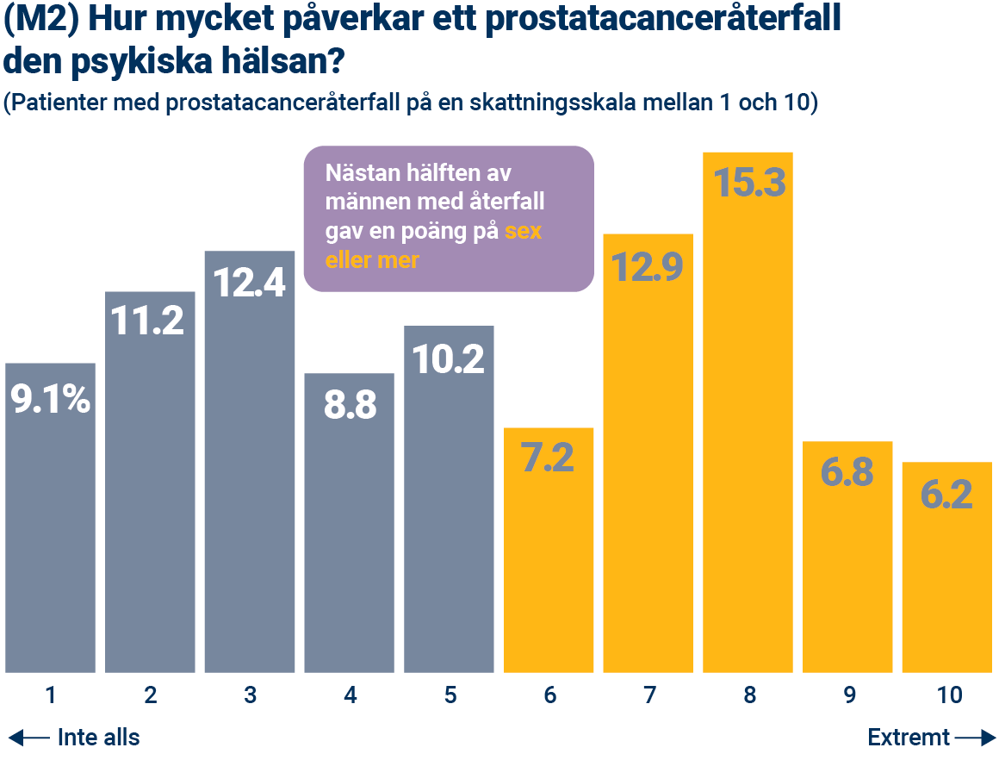 (M2) Hur mycket påverkar ett prostatacanceråterfall
den psykiska hälsan?
(Patienter med prostatacanceråterfall på en skattningsskala mellan 1 och 10)
Nästan hälften av
männen med återfall
gav en poäng på sex
eller mer
9.1%
11.2
12.4
8.8
10.2
7.2
12.9
15.3
6.8
6.2
1 2 3 4 5 6 7 8 9 10
Inte alls Extremt